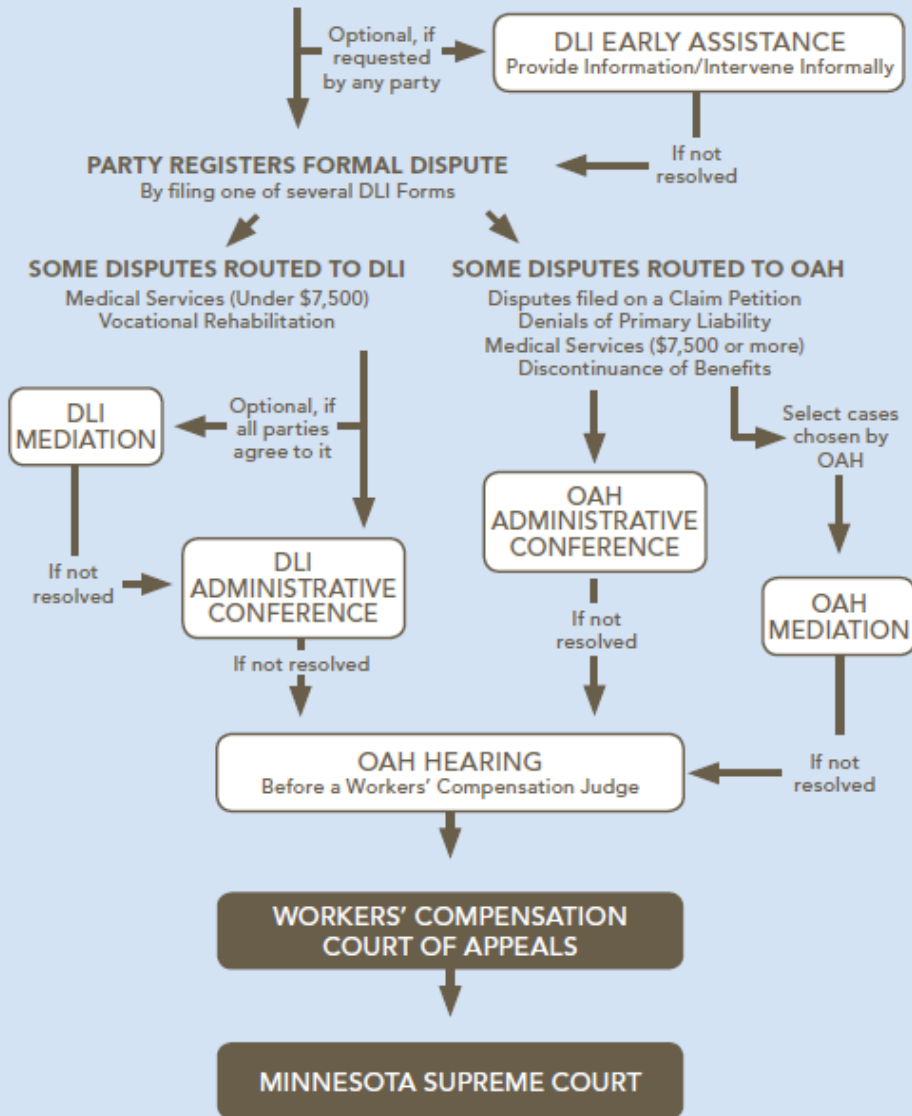 Optional, if
requested
by any party
DLI EARLY ASSISTANCE
Provide Information/Intervene Informally
If not
resolved
PARTY REGISTERS FORMAL DISPUTE
By filing one of several DLI Forms
SOME DISPUTES ROUTED TO DLI
Medical Services (Under $7,500)
Vocational Rehabilitation
SOME DISPUTES ROUTED TO OAH
Disputes filed on a Claim Petition
Denials of Primary Liability
Medical Services ($7,500 or more)
Discontinuance of Benefits
DLI
MEDIATION
Optional, if
all parties
agree to it
Select cases
chosen by
OAH
OAH
ADMINISTRATIVE
CONFERENCE
If not
resolved
DLI
ADMINISTRATIVE
CONFERENCE
OAH
MEDIATION
If not
resolved
If not resolved
OAH HEARING
Before a Workers' Compensation Judge
If not
resolved
WORKERS' COMPENSATION
COURT OF APPEALS
MINNESOTA SUPREME COURT